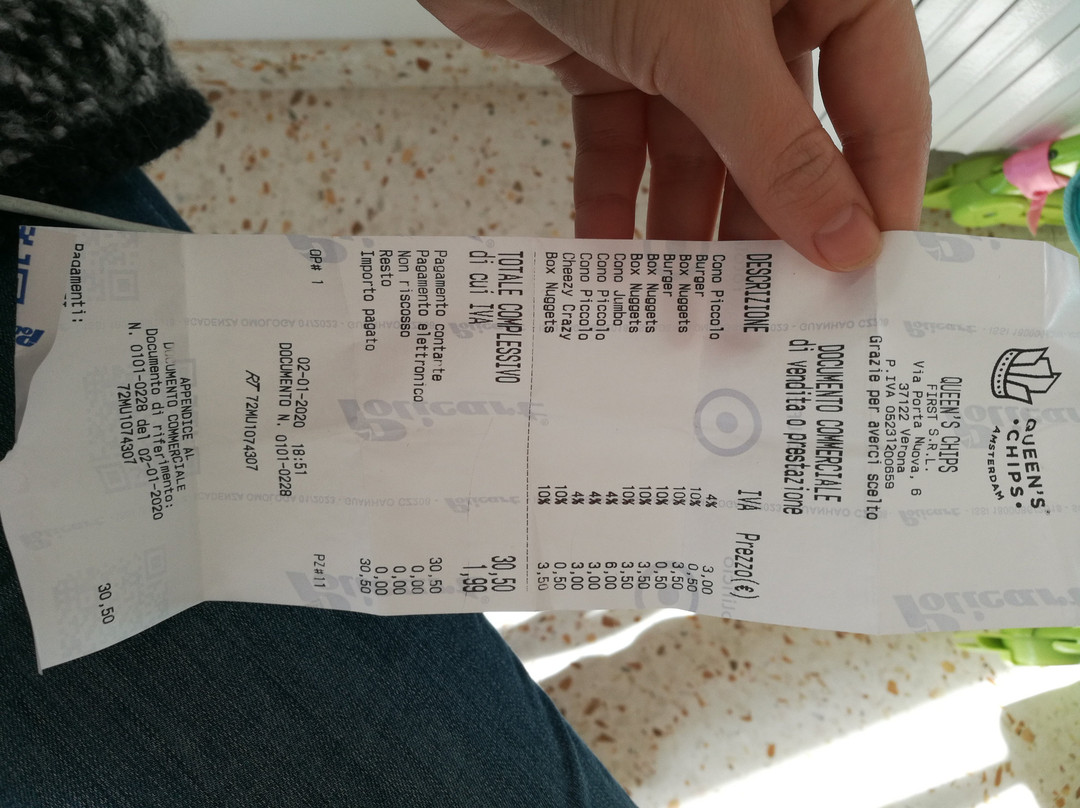 QUEEN'S
•CHIPS•
AMSTERDAM
QUEEN'S CHIPS
FIRST S.R.L.
Via Porta Nuova, 6
37122 Verona
P.IVA 05231200659
Grazie per averci scelto
DOCUMENTO COMMERCIALE
di vendita o prestazione
DESCRIZIONE IVA Prezzo(€)
Cono Piccolo 4% 3,00
Burger 10% 0,50
Box Nuggets 10% 3,50
Burger 10% 0,50
Box Nuggets 10% 3,50
Box Nuggets 10% 3,50
Cono Jumbo 4% 6,00
Cono Piccolo 4% 3,00
Cono Piccolo 4% 3,00
Cheezy Crazy 10% 0,50
Box Nuggets 10% 3,50
TOTALE COMPLESSIVO 30,50
di cui IVA 1,99
Pagamento contante 30,50
Pagamento elettronico 0,00
Non riscosso 0,00
Resto 0,00
Importo pagato 30,50
OP# 1 PZ#11
02-01-2020 18:51
DOCUMENTO N. 0101-0228
RT 72MU1074307
APPENDICE AL
DOCUMENTO COMMERCIALE
Documento di riferimento:
N. 0101-0228 del 02-01-2020
72MU1074307
Pagamenti:
30,50